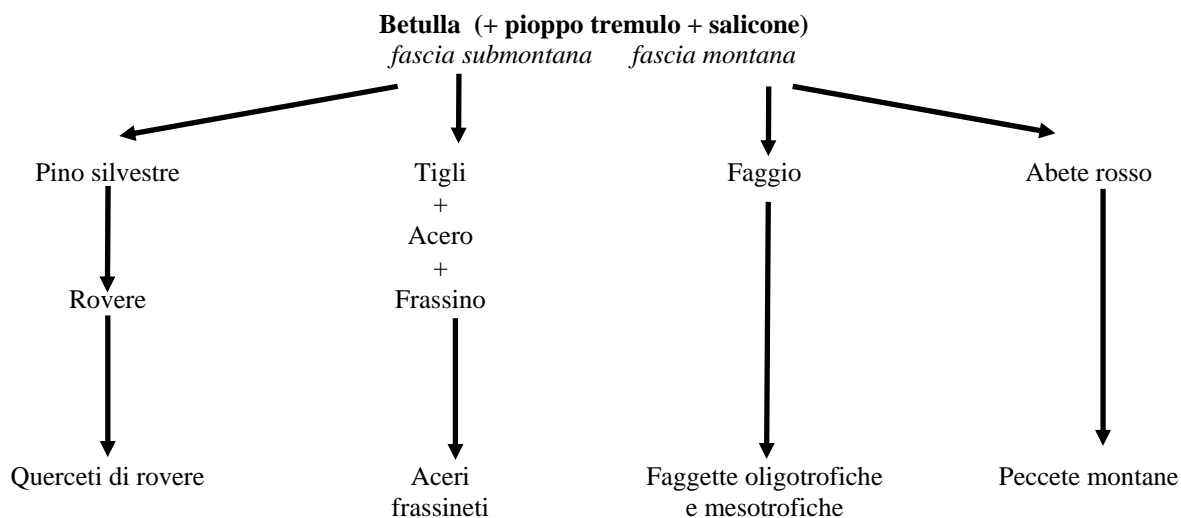 Betulla (+ pioppo tremulo + salicone)
fascia submontana fascia montana
Pino silvestre
Tigli
Faggio
Abete rosso
+
Acero
+
Rovere
Frassino
Querceti di rovere
Aceri
frassineti
Faggette oligotrofiche
e mesotrofiche
Peccete montane